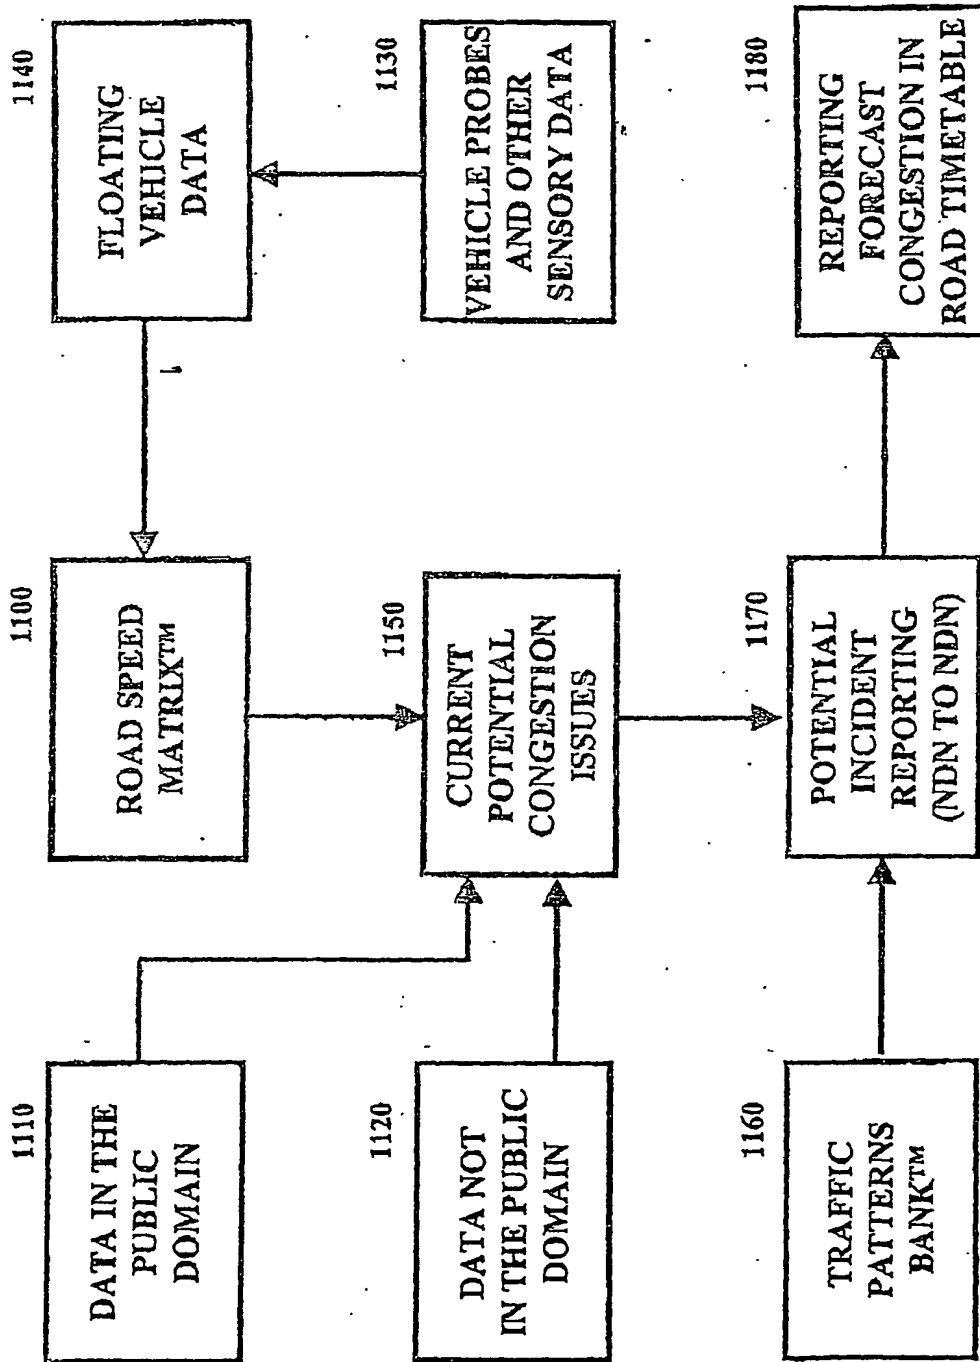 1110
DATA IN THE
PUBLIC
DOMAIN
1100
ROAD SPEED
MATRIX™
1140
FLOATING
VEHICLE
DATA
1120
DATA NOT
IN THE PUBLIC
DOMAIN
1150
CURRENT
POTENTIAL
CONGESTION
ISSUES
1130
VEHICLE PROBES
AND OTHER
SENSORY DATA
1160
TRAFFIC
PATTERNS
BANK™
1170
POTENTIAL
INCIDENT
REPORTING
(NDN TO NDN)
1180
REPORTING
FORECAST
CONGESTION IN
ROAD TIMETABLE